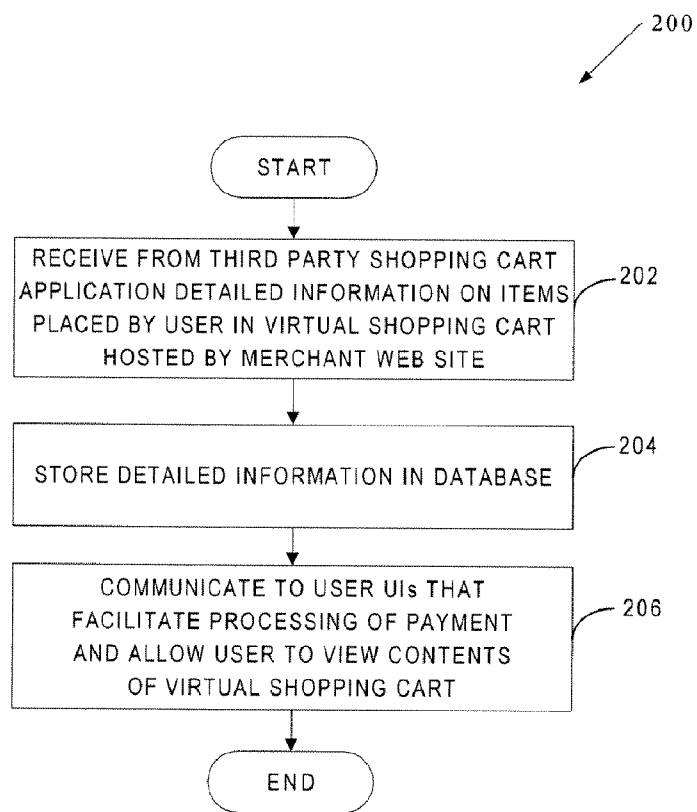 200
START
RECEIVE FROM THIRD PARTY SHOPPING CART
APPLICATION DETAILED INFORMATION ON ITEMS
PLACED BY USER IN VIRTUAL SHOPPING CART
HOSTED BY MERCHANT WEB SITE
202
STORE DETAILED INFORMATION IN DATABASE
204
COMMUNICATE TO USER UIs THAT
FACILITATE PROCESSING OF PAYMENT
AND ALLOW USER TO VIEW CONTENTS
OF VIRTUAL SHOPPING CART
206
END